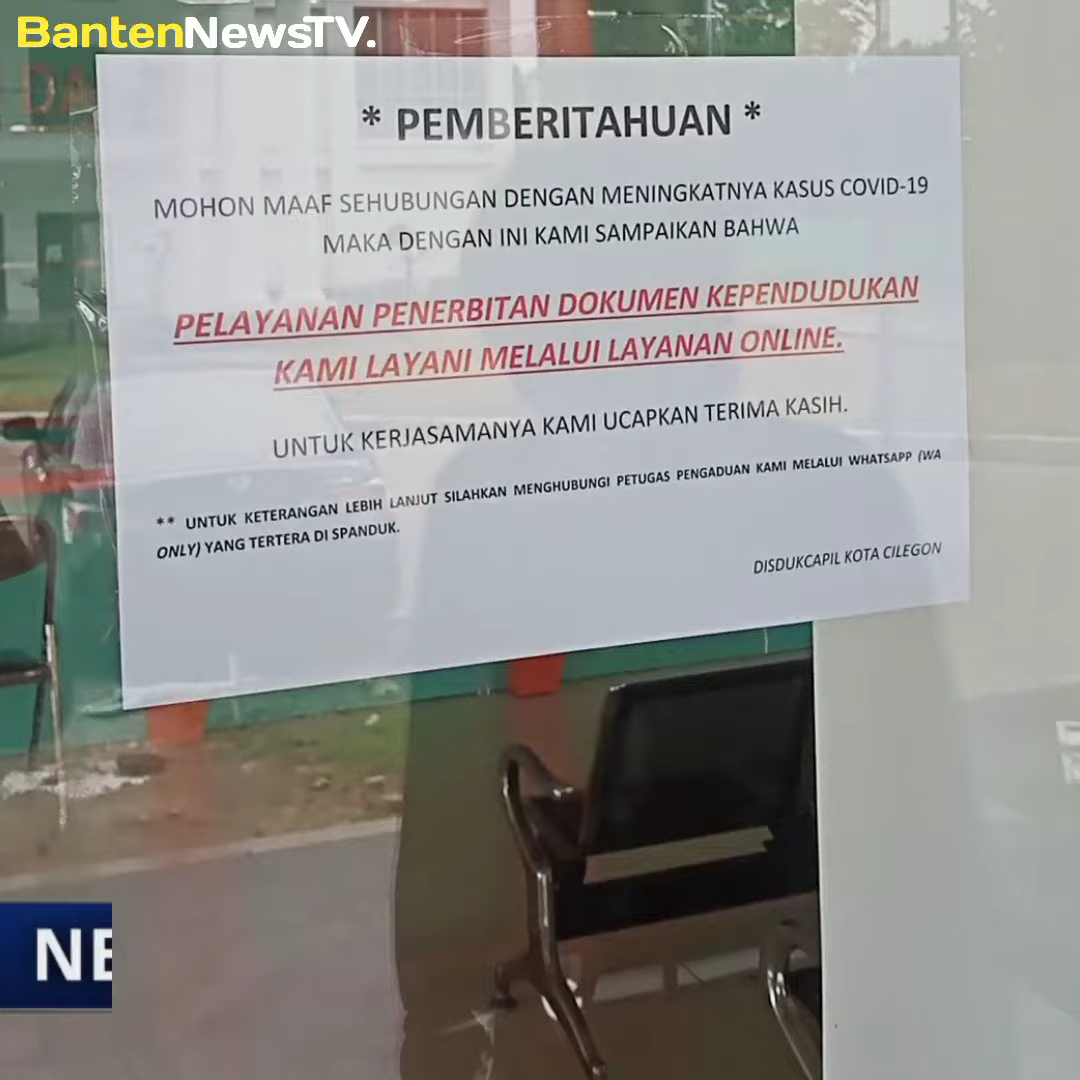 BantenNewsTV.
* PEMBERITAHUAN *
MOHON MAAF SEHUBUNGAN DENGAN MENINGKATNYA KASUS COVID-19
MAKA DENGAN INI KAMI SAMPAIKAN BAHWA
PELAYANAN PENERBITAN DOKUMEN KEPENDUDUKAN
KAMI LAYANI MELALUI LAYANAN ONLINE.
UNTUK KERJASAMANYA KAMI UCAPKAN TERIMA KASIH.
** UNTUK KETERANGAN LEBIH LANJUT SILAHKAN MENGHUBUNGI PETUGAS PENGADUAN KAMI MELALUI WHATSAPP (WA
ONLY) YANG TERTERA DI SPANDUK.
DISDUKCAPIL KOTA CILEGON
NE